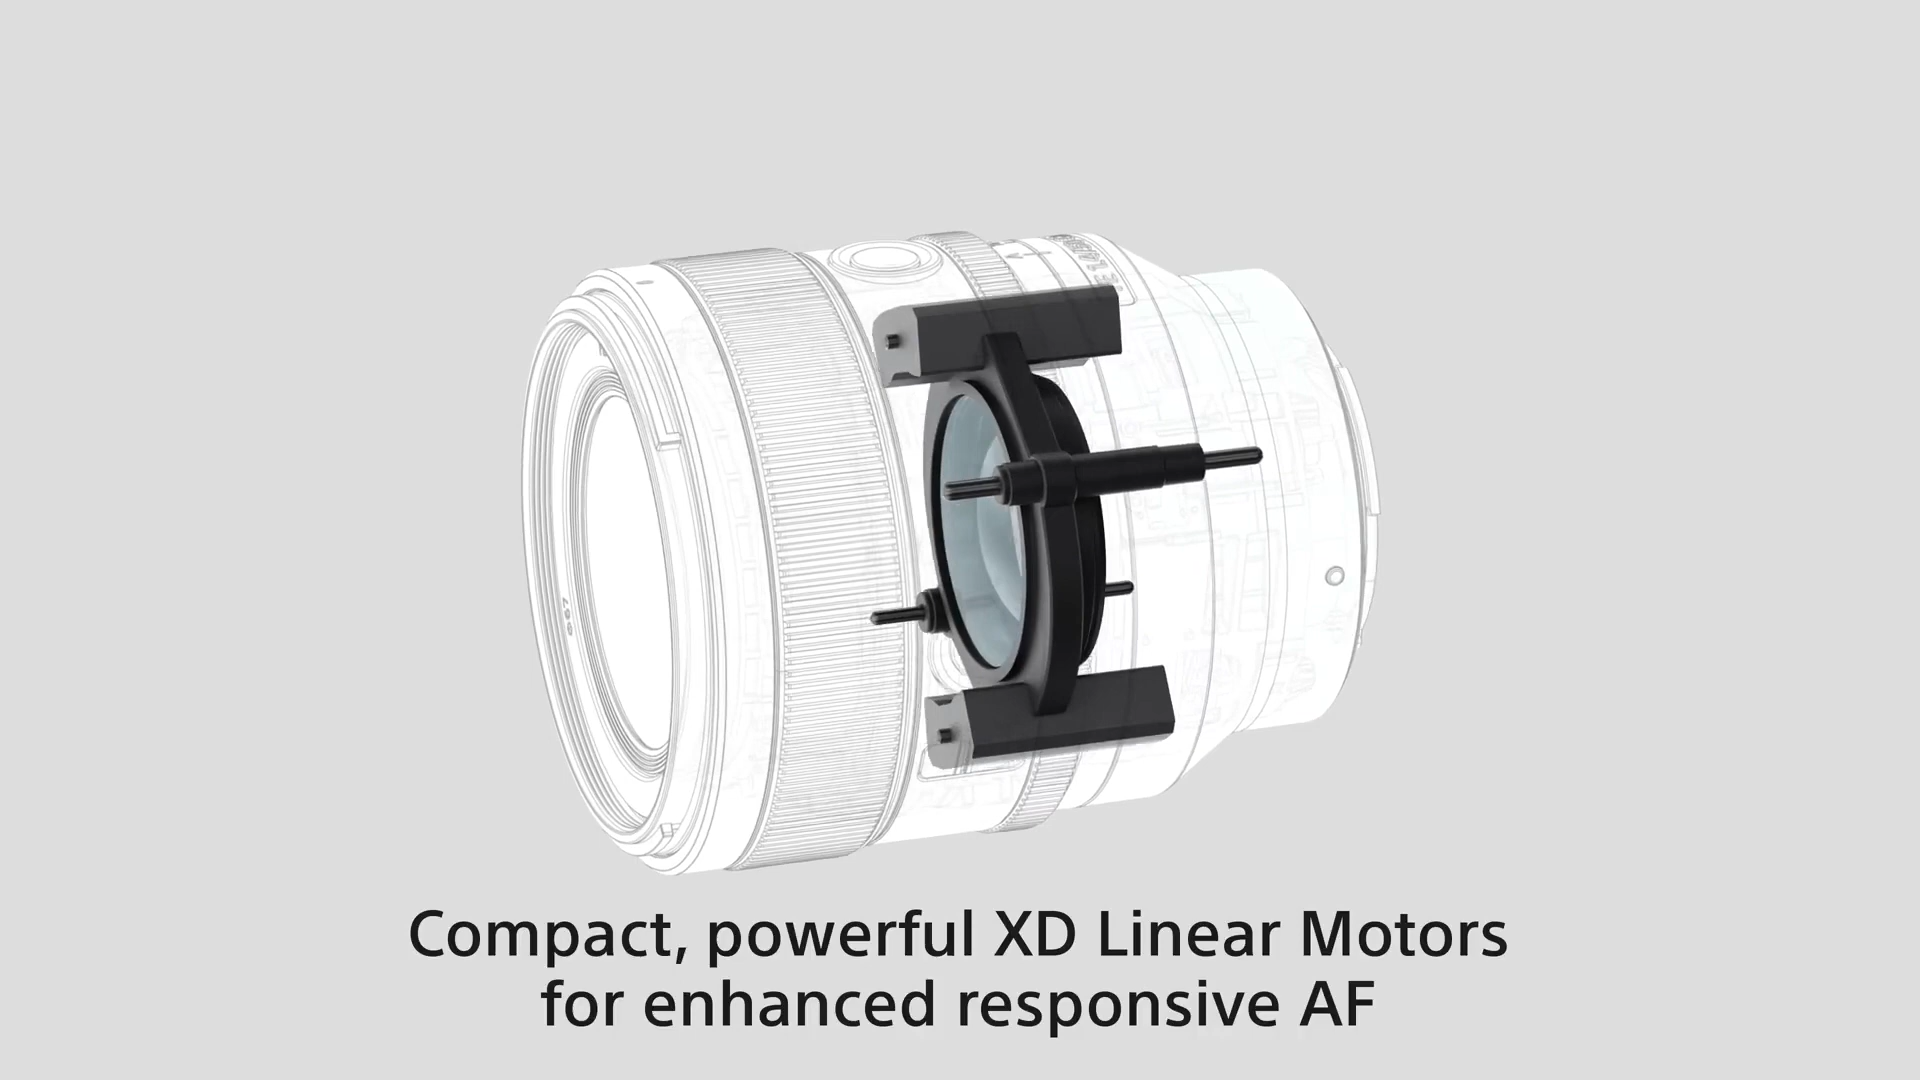 Compact, powerful XD Linear Motors
for enhanced responsive AF